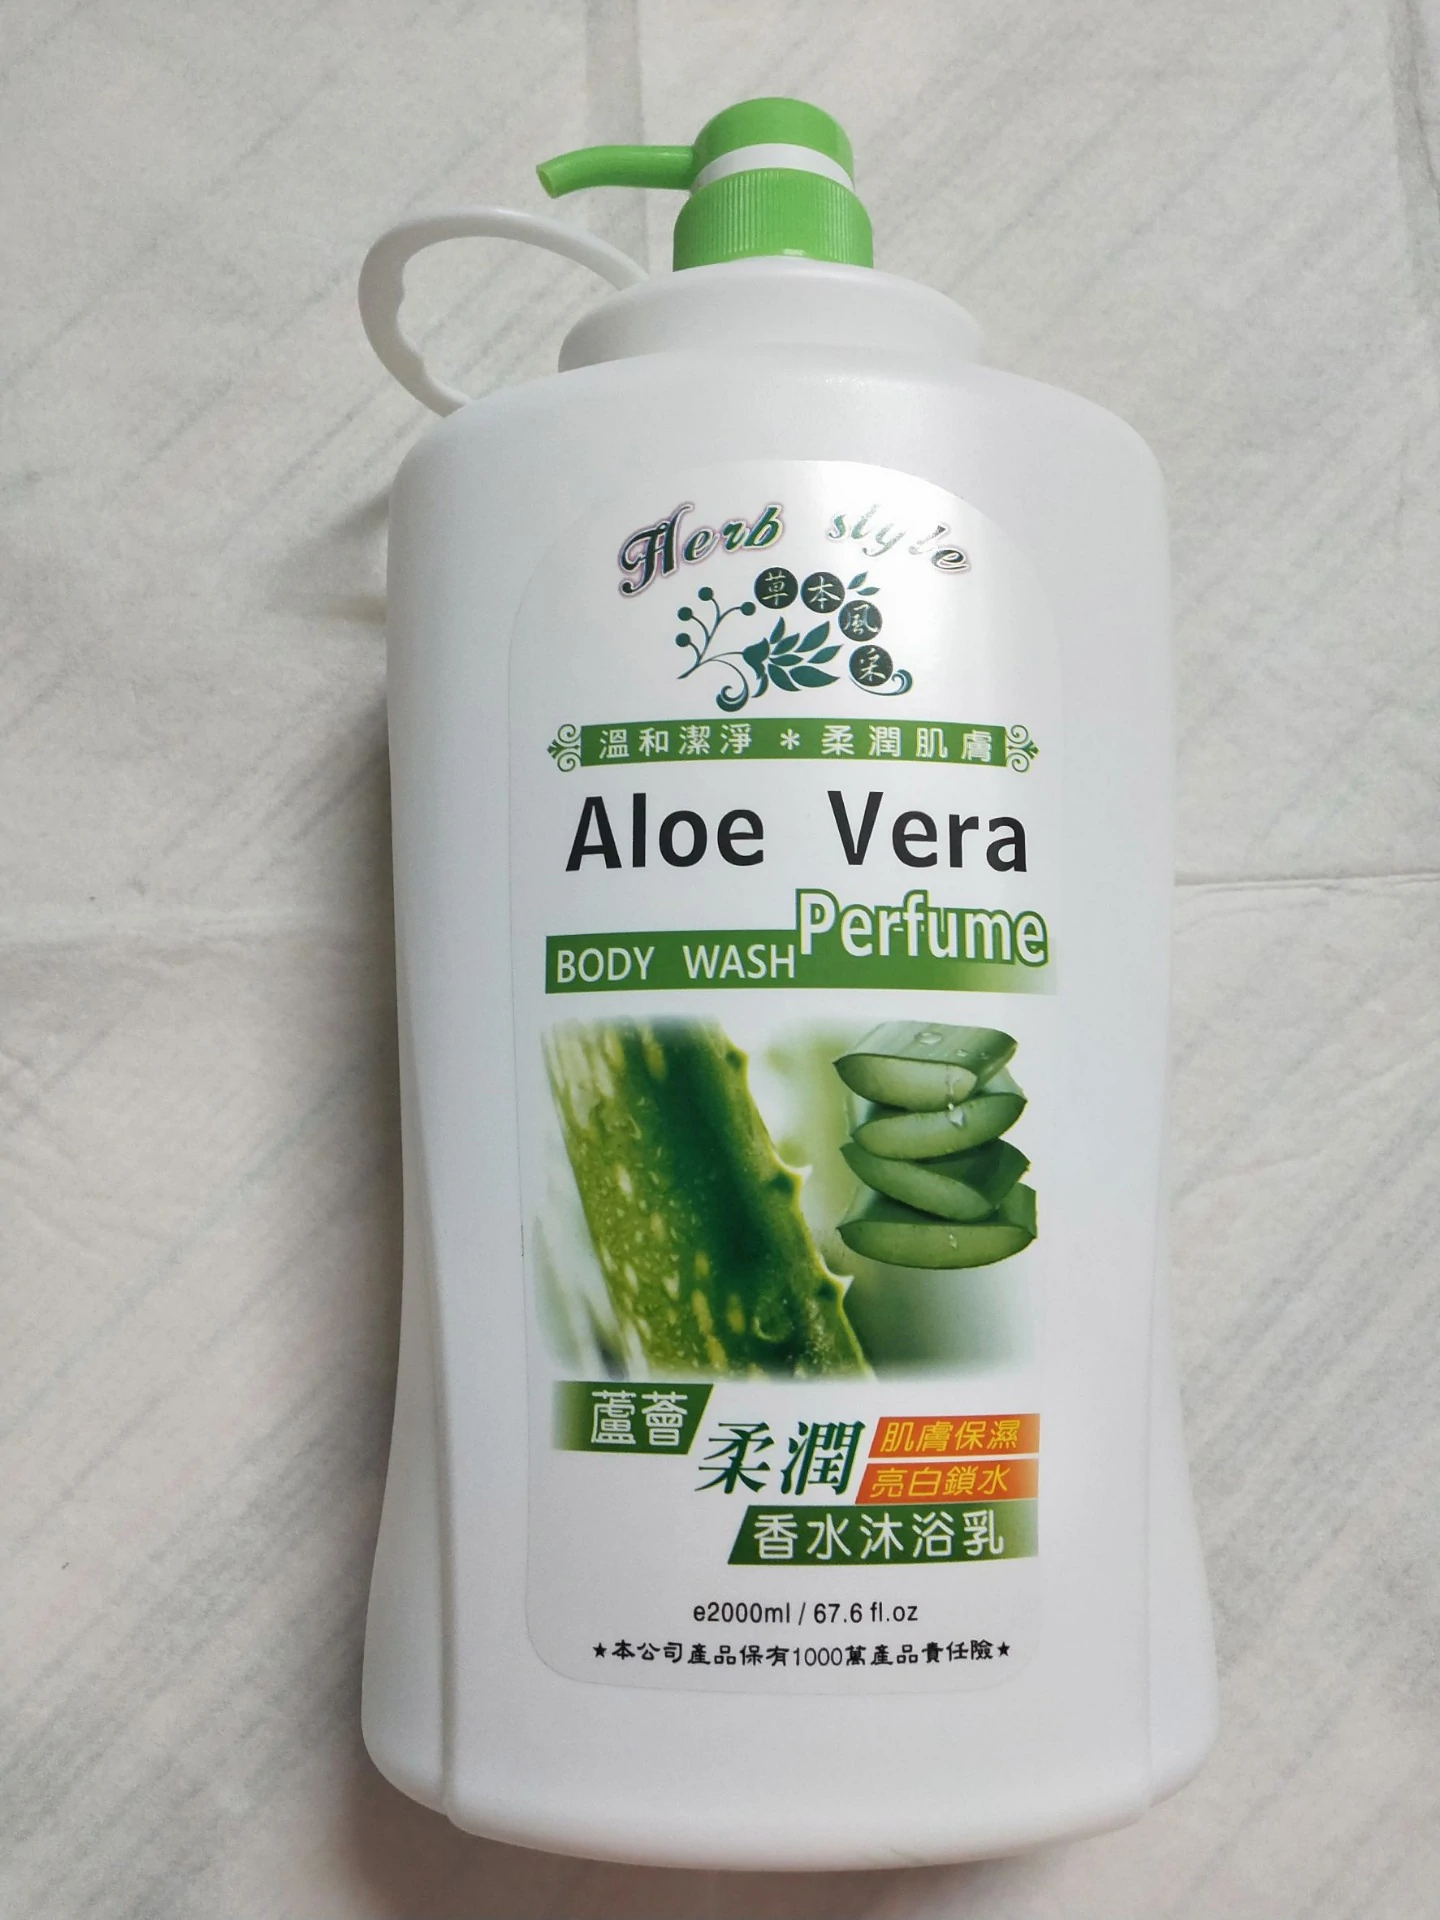 Herb style
草本風采
溫和潔淨＊柔潤肌膚
Aloe Vera
Perfume
BODY WASH
蘆薈
柔潤
肌膚保濕
亮白鎖水
香水沐浴乳
e2000ml / 67.6 fl.oz
★本公司產品保有1000萬產品責任險★